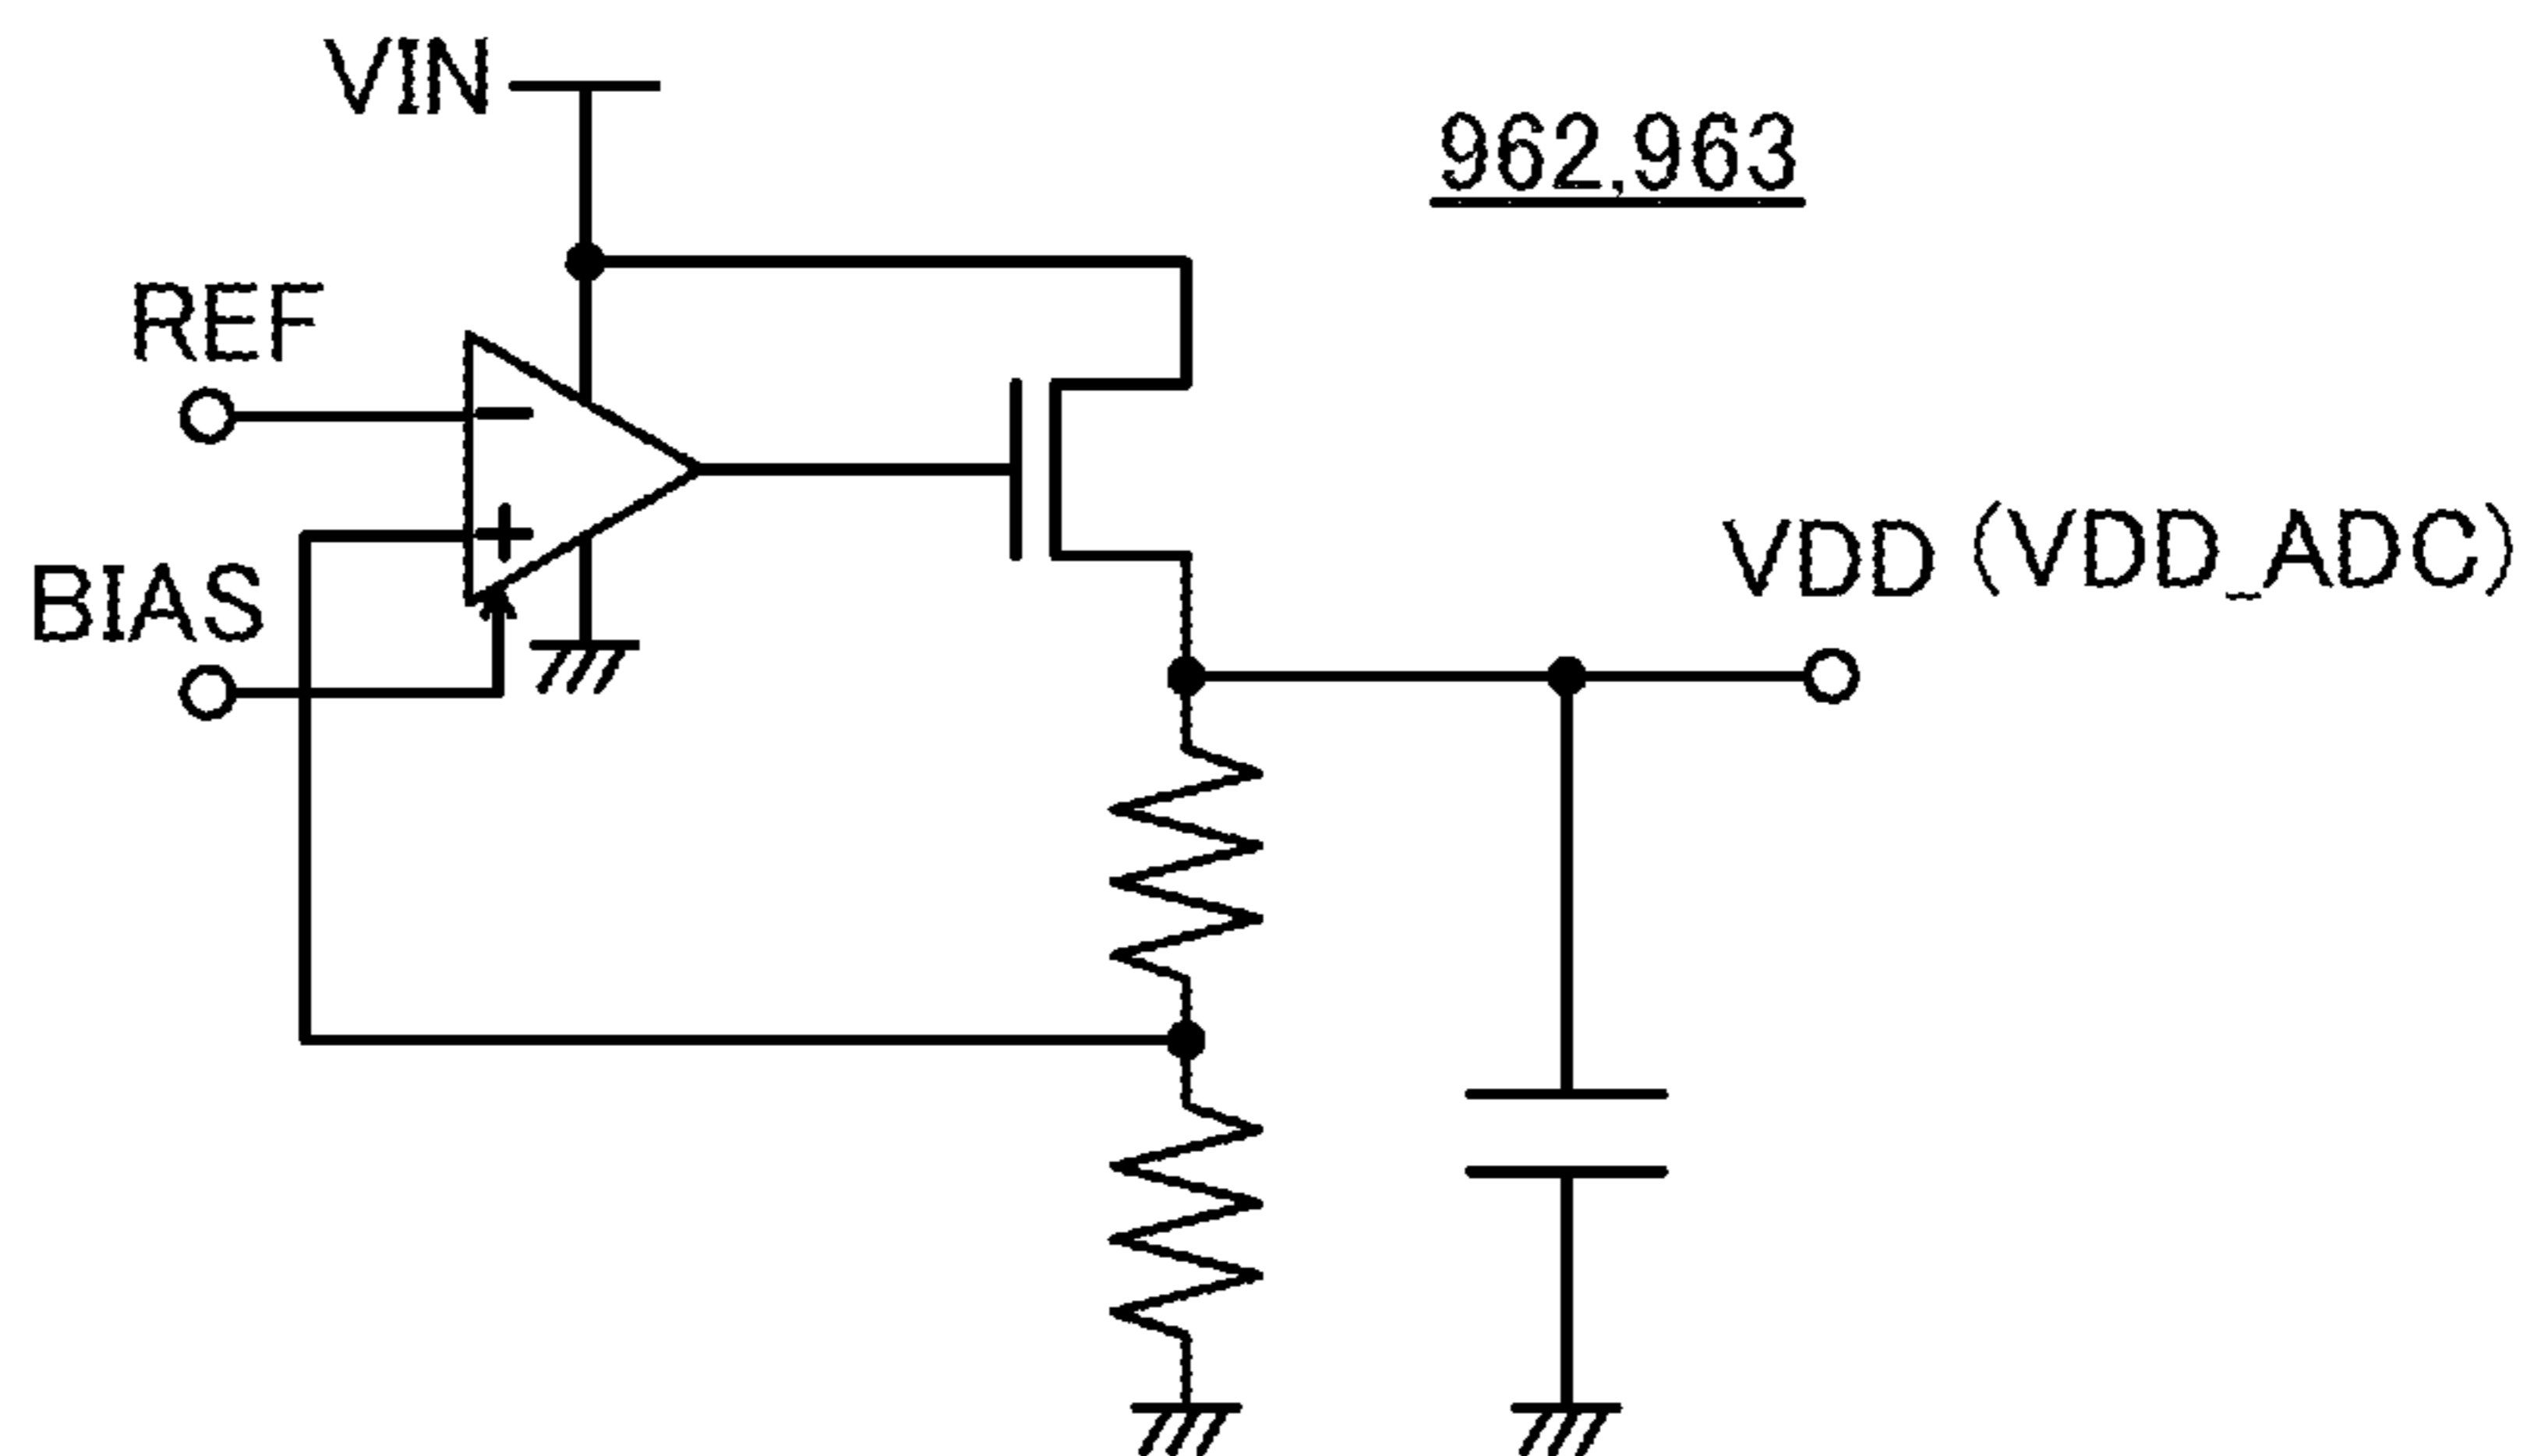 VIN
962,963
REF
−
+
BIAS
VDD (VDD_ADC)